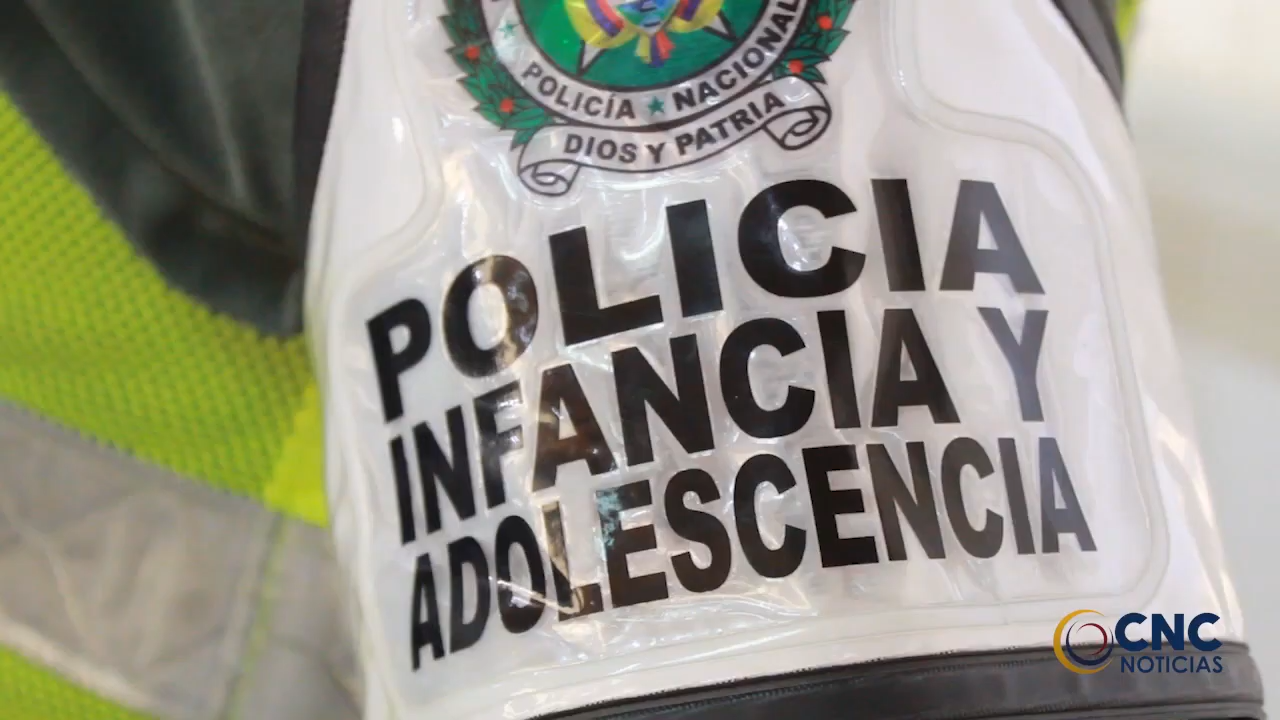 POLICÍA ★ NACIONAL
DIOS Y PATRIA
POLICIA
INFANCIA Y
ADOLESCENCIA
CNC
NOTICIAS